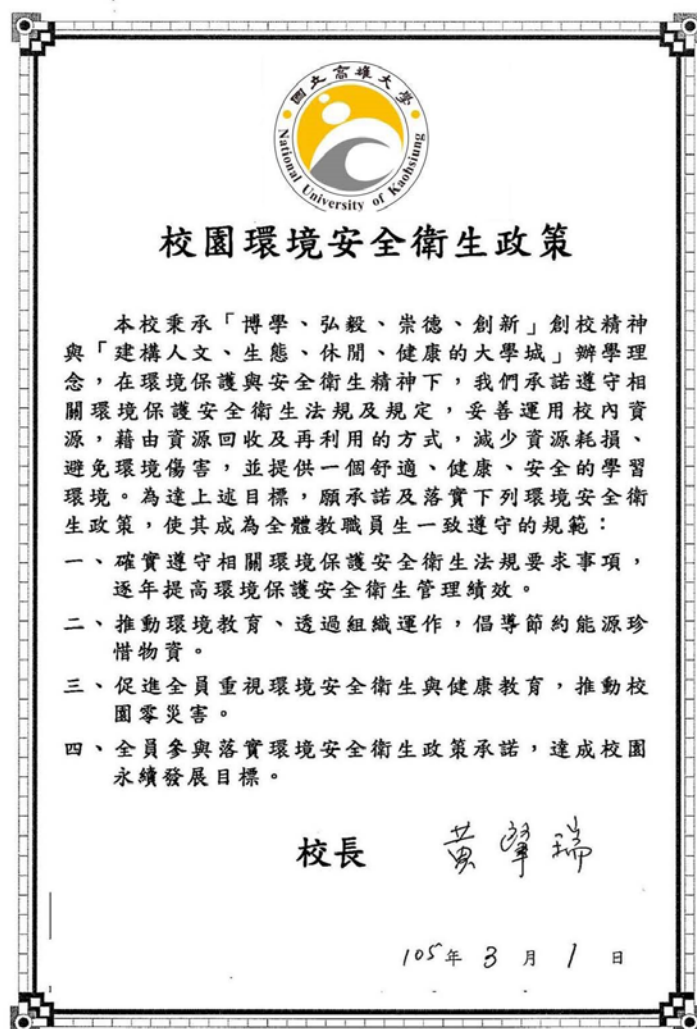 國立高雄大學
National University of Kaohsiung
校園環境安全衛生政策
本校秉承「博學、弘毅、崇德、創新」創校精神
與「建構人文、生態、休閒、健康的大學城」辦學理
念，在環境保護與安全衛生精神下，我們承諾遵守相
關環境保護安全衛生法規及規定，妥善運用校內資
源，藉由資源回收及再利用的方式，減少資源耗損、
避免環境傷害，並提供一個舒適、健康、安全的學習
環境。為達上述目標，願承諾及落實下列環境安全衛
生政策，使其成為全體教職員生一致遵守的規範：
一、確實遵守相關環境保護安全衛生法規要求事項，
逐年提高環境保護安全衛生管理績效。
二、推動環境教育、透過組織運作，倡導節約能源珍
惜物資。
三、促進全員重視環境安全衛生與健康教育，推動校
園零災害。
四、全員參與落實環境安全衛生政策承諾，達成校園
永續發展目標。
校長 黃肇瑞
105年 3 月 1 日
1